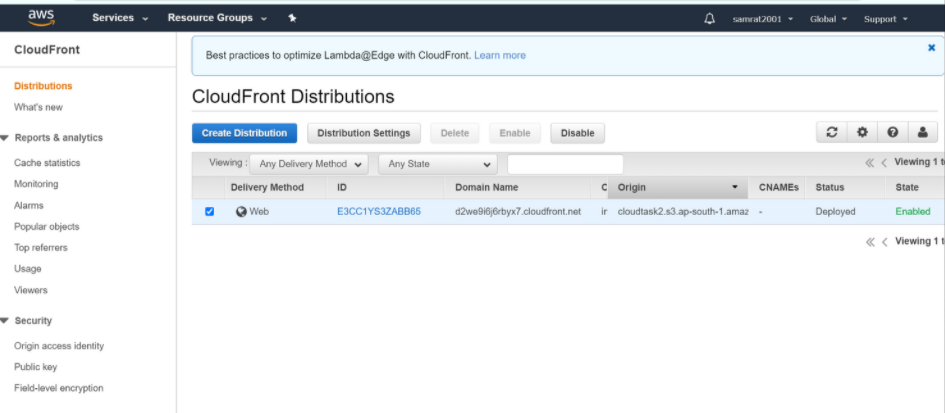 aws Services Resource Groups samrat2001 Global Support
CloudFront
Distributions
What's new
Reports & analytics
Cache statistics
Monitoring
Alarms
Popular objects
Top referrers
Usage
Viewers
Security
Origin access identity
Public key
Field-level encryption
Best practices to optimize Lambda@Edge with CloudFront. Learn more
CloudFront Distributions
Create Distribution Distribution Settings Delete Enable Disable
Viewing : Any Delivery Method Any State Viewing 1 t
Delivery Method ID Domain Name C Origin CNAMEs Status State
Web E3CC1YS3ZABB65 d2we9i6j6rbyx7.cloudfront.net ir cloudtask2.s3.ap-south-1.amaz - Deployed Enabled
Viewing 1 t